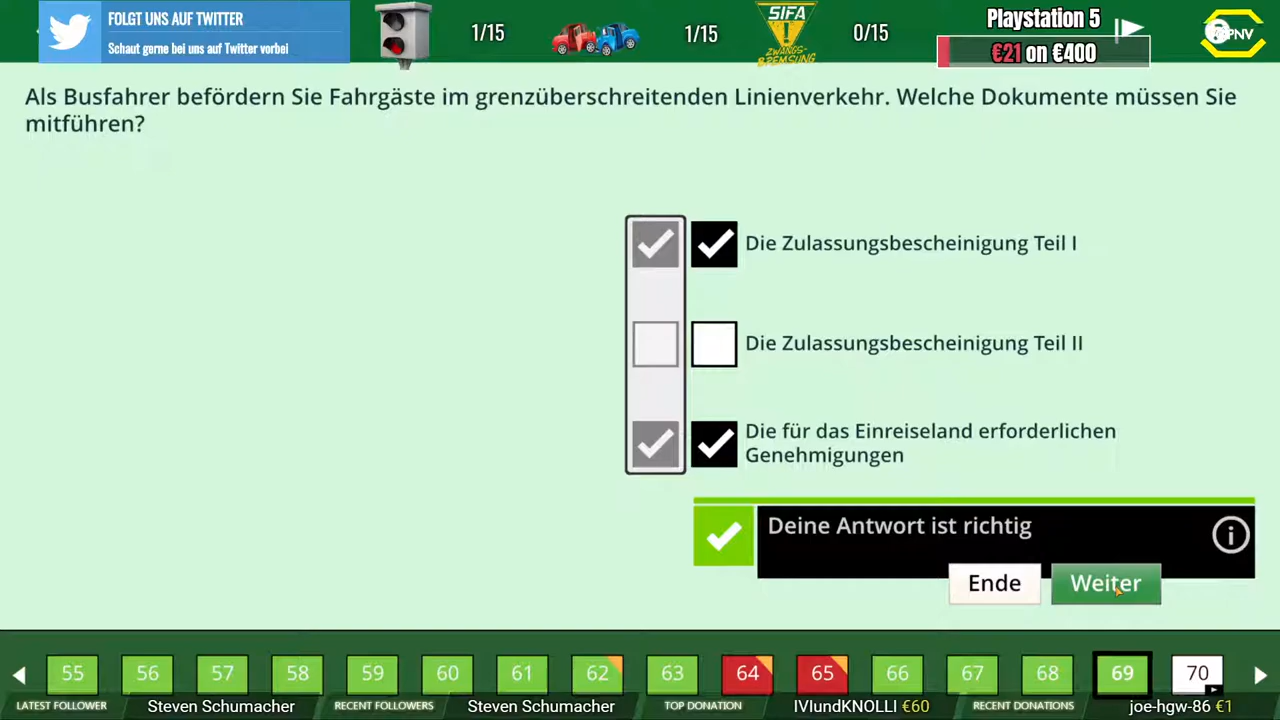 FOLGT UNS AUF TWITTER
Schaut gerne bei uns auf Twitter vorbei
1/15
1/15
SIFA
ZWANGS-
BREMSUNG
0/15
Playstation 5
€21 on €400
Als Busfahrer befördern Sie Fahrgäste im grenzüberschreitenden Linienverkehr. Welche Dokumente müssen Sie
mitführen?
Die Zulassungsbescheinigung Teil I
Die Zulassungsbescheinigung Teil II
Die für das Einreiseland erforderlichen
Genehmigungen
Deine Antwort ist richtig
Ende
Weiter
55 56 57 58 59 60 61 62 63 64 65 66 67 68 69 70
LATEST FOLLOWER Steven Schumacher RECENT FOLLOWERS Steven Schumacher TOP DONATION IVIundKNOLLI €60 RECENT DONATIONS joe-hgw-86 €1